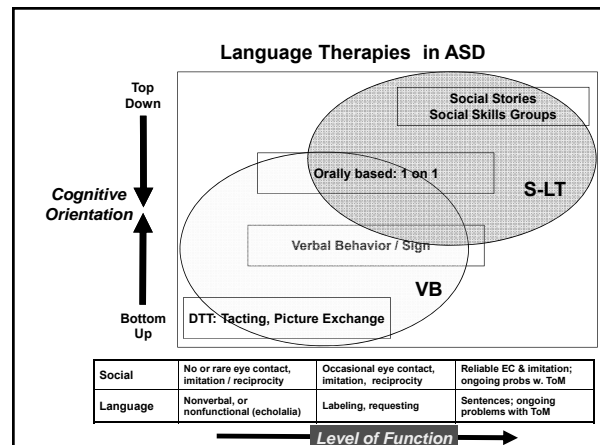 Language Therapies in ASD
Top
Down
Cognitive
Orientation
Bottom
Up
Social Stories
Social Skills Groups
Orally based: 1 on 1
S-LT
Verbal Behavior / Sign
VB
DTT: Tacting, Picture Exchange
Social
No or rare eye contact,
imitation / reciprocity
Occasional eye contact,
imitation, reciprocity
Reliable EC & imitation;
ongoing probs w. ToM
Language
Nonverbal, or
nonfunctional (echolalia)
Labeling, requesting
Sentences; ongoing
problems with ToM
Level of Function